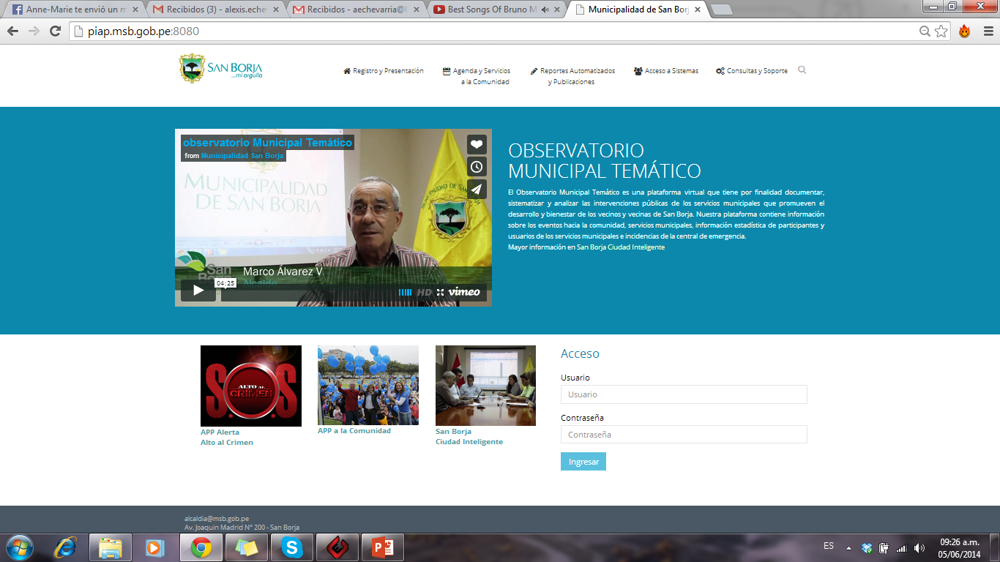 Anne-Marie te envió un m
Recibidos (3) - alexis.eche
Recibidos - aechevarria@
Best Songs Of Bruno M
Municipalidad de San Borj
piap.msb.gob.pe:8080
SAN BORJA
...mi orgullo
Registro y Presentación
Agenda y Servicios
a la Comunidad
Reportes Automatizados
y Publicaciones
Acceso a Sistemas
Consultas y Soporte
observatorio Municipal Temático
from Municipalidad San Borja
MUNICIPALIDAD
DE SAN BORJA
San
Marco Álvarez V
Alcalde
04:25
HD
vimeo
OBSERVATORIO
MUNICIPAL TEMÁTICO
El Observatorio Municipal Temático es una plataforma virtual que tiene por finalidad documentar,
sistematizar y analizar las intervenciones públicas de los servicios municipales que promueven el
desarrollo y bienestar de los vecinos y vecinas de San Borja. Nuestra plataforma contiene información
sobre los eventos hacia la comunidad, servicios municipales, información estadística de participantes y
usuarios de los servicios municipales e incidencias de la central de emergencia.
Mayor información en San Borja Ciudad Inteligente
S.O.S
ALTO AL
CRIMEN
APP Alerta
Alto al Crimen
APP a la Comunidad
San Borja
Ciudad Inteligente
Acceso
Usuario
Usuario
Contraseña
Contraseña
Ingresar
alcaldia@msb.gob.pe
Av. Joaquin Madrid N° 200 - San Borja
ES
09:26 a.m.
05/06/2014